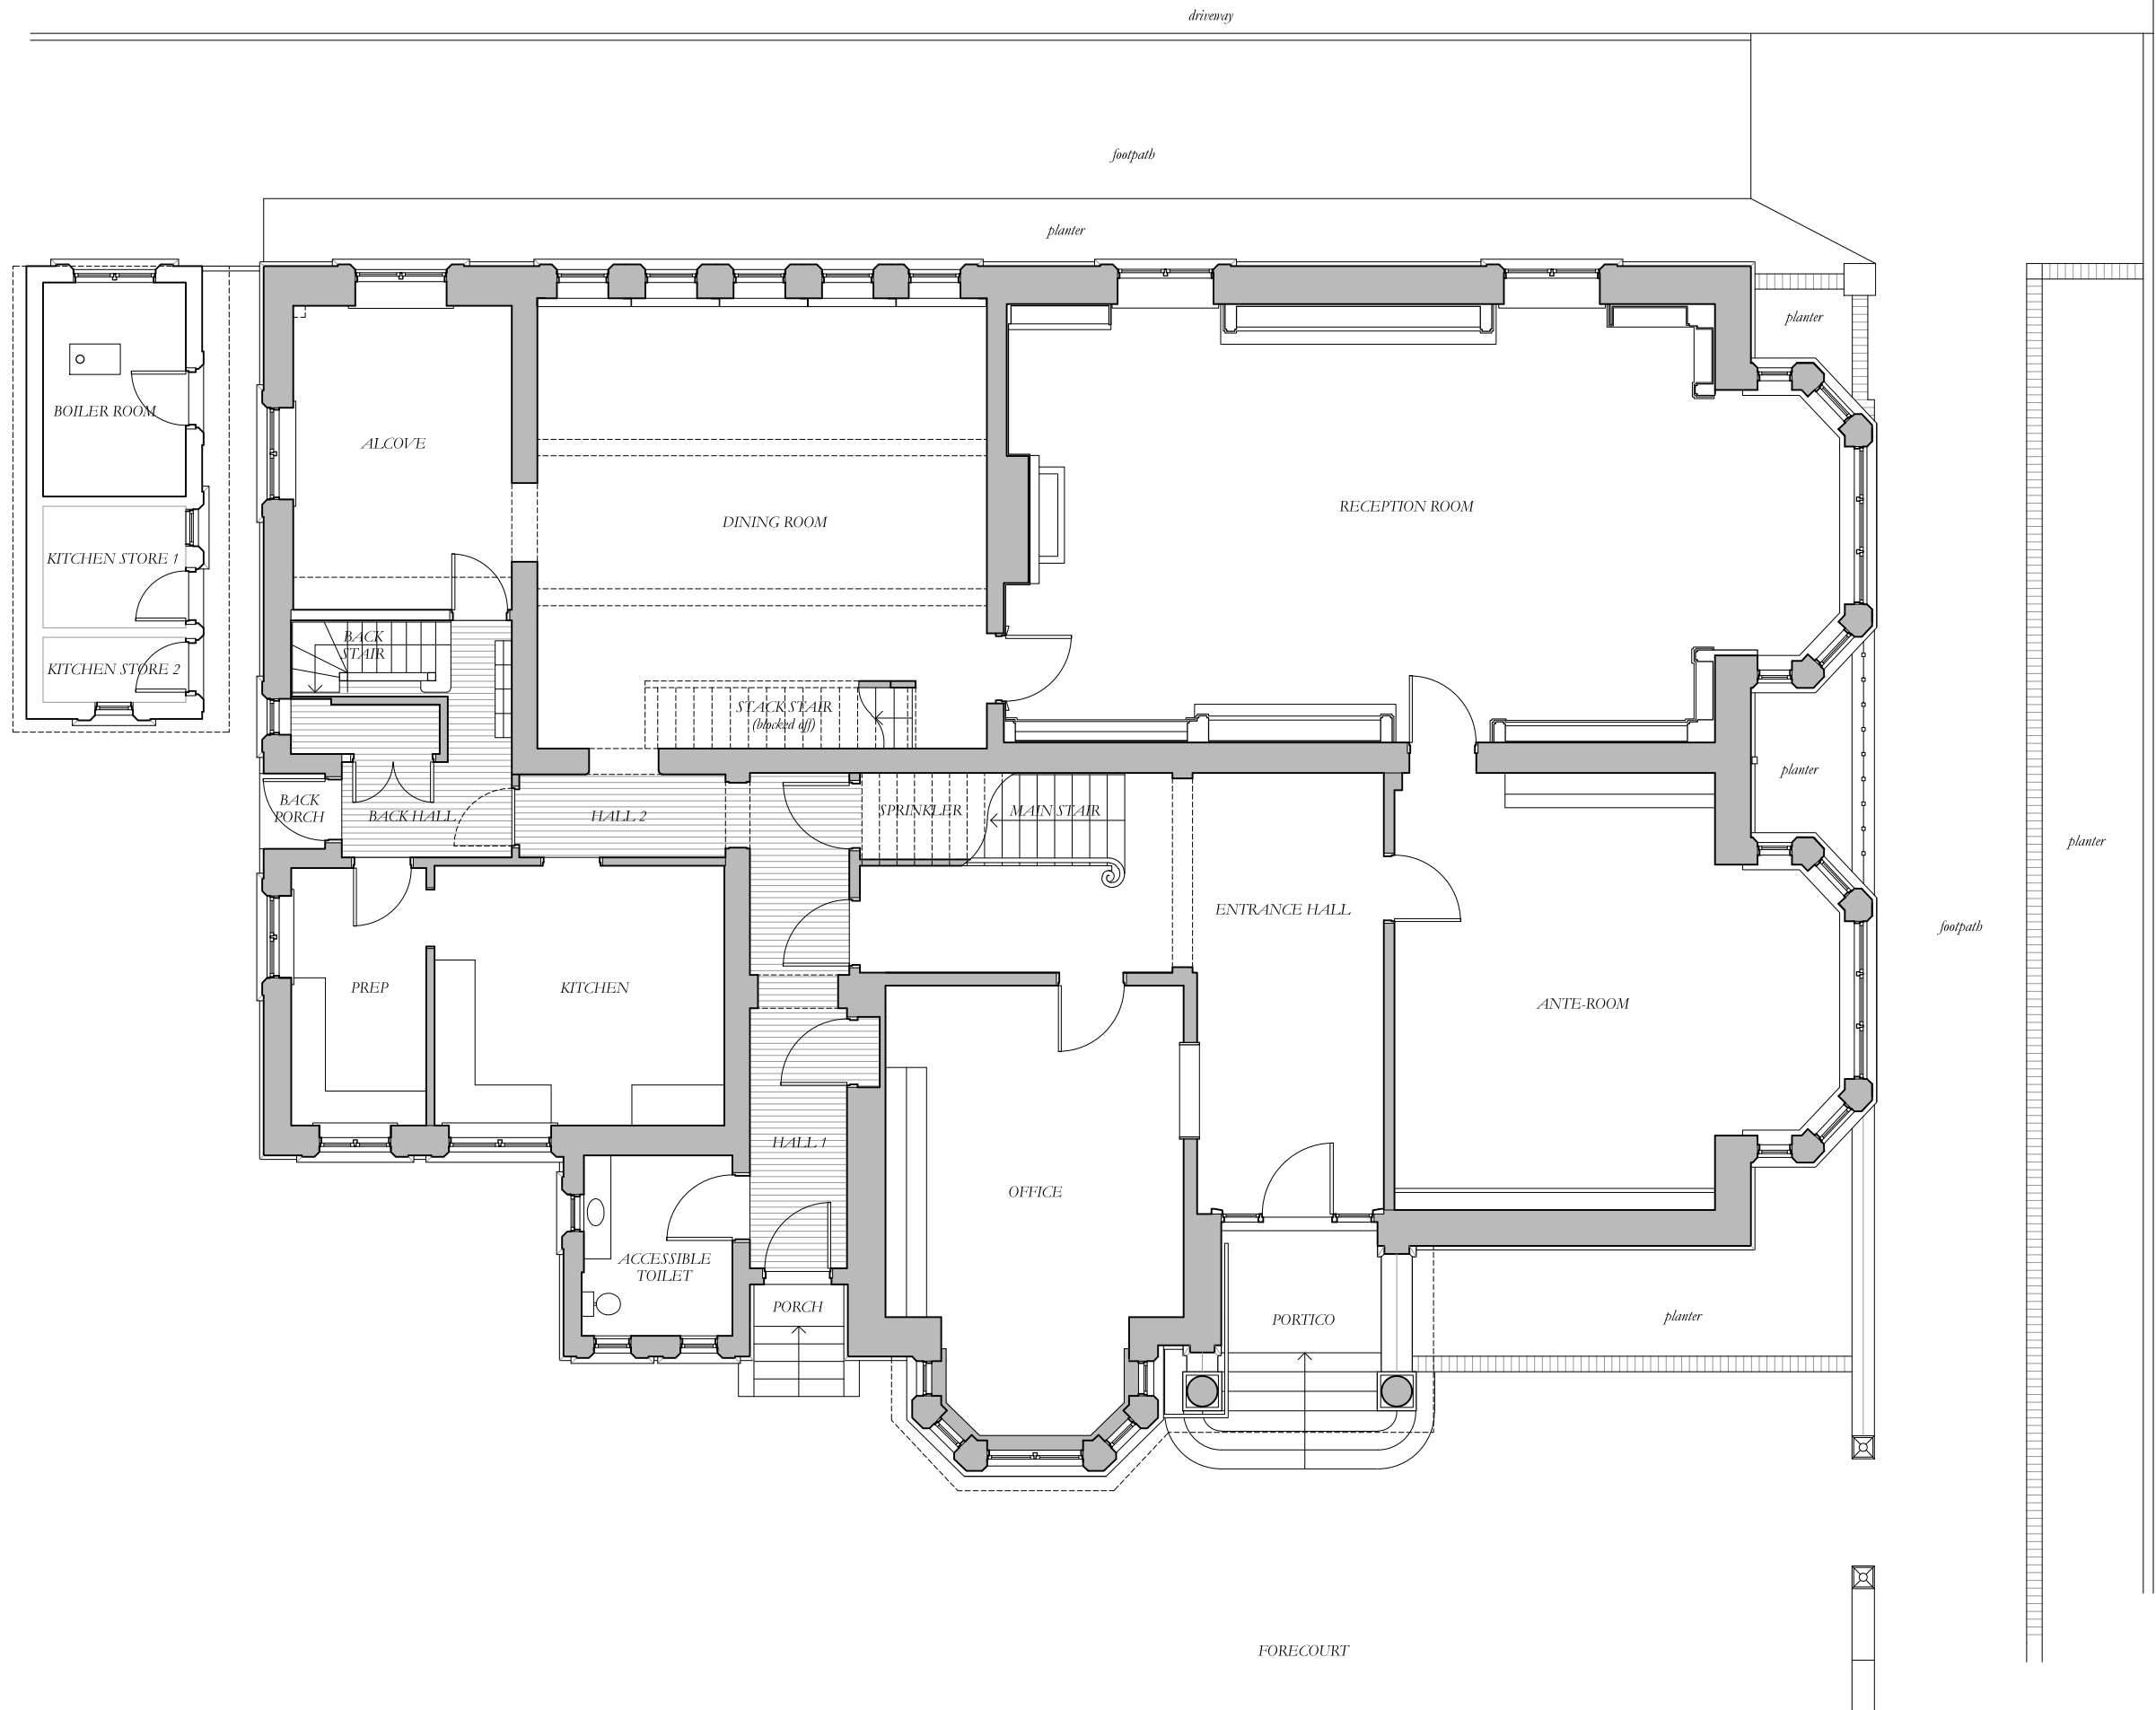 driveway
footpath
planter
planter
BOILER ROOM
ALCOVE
RECEPTION ROOM
DINING ROOM
KITCHEN STORE 1
BACK
STAIR
KITCHEN STORE 2
STACK STAIR
(blocked off)
planter
BACK
PORCH
BACK HALL
HALL 2
SPRINKLER
MAIN STAIR
planter
ENTRANCE HALL
footpath
PREP
KITCHEN
ANTE-ROOM
HALL 1
OFFICE
ACCESSIBLE
TOILET
PORCH
PORTICO
planter
FORECOURT